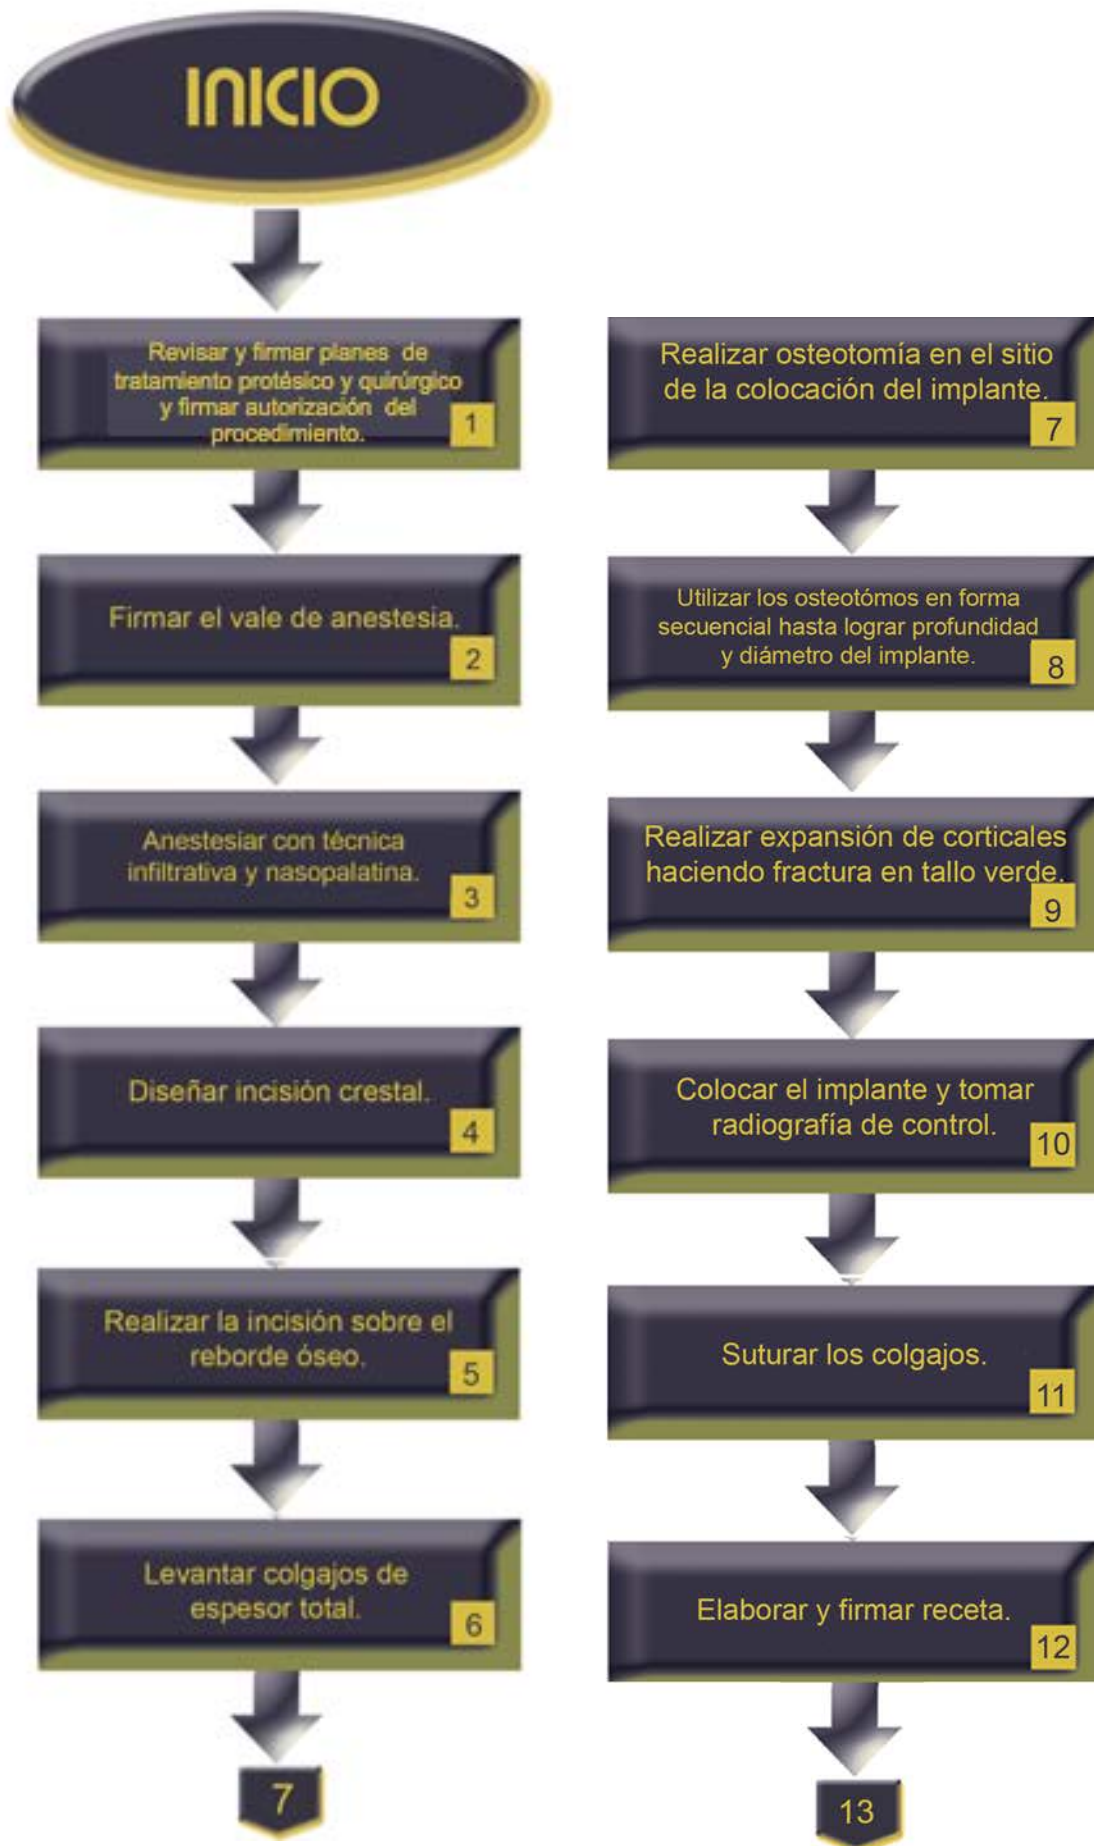 INICIO
Revisar y firmar planes de
tratamiento protésico y quirúrgico
y firmar autorización del
procedimiento.
1
Firmar el vale de anestesia.
2
Anestesiar con técnica
infiltrativa y nasopalatina.
3
Diseñar incisión crestal.
4
Realizar la incisión sobre el
reborde óseo.
5
Levantar colgajos de
espesor total.
6
7
Realizar osteotomía en el sitio
de la colocación del implante.
7
Utilizar los osteotómos en forma
secuencial hasta lograr profundidad
y diámetro del implante.
8
Realizar expansión de corticales
haciendo fractura en tallo verde.
9
Colocar el implante y tomar
radiografía de control.
10
Suturar los colgajos.
11
Elaborar y firmar receta.
12
13